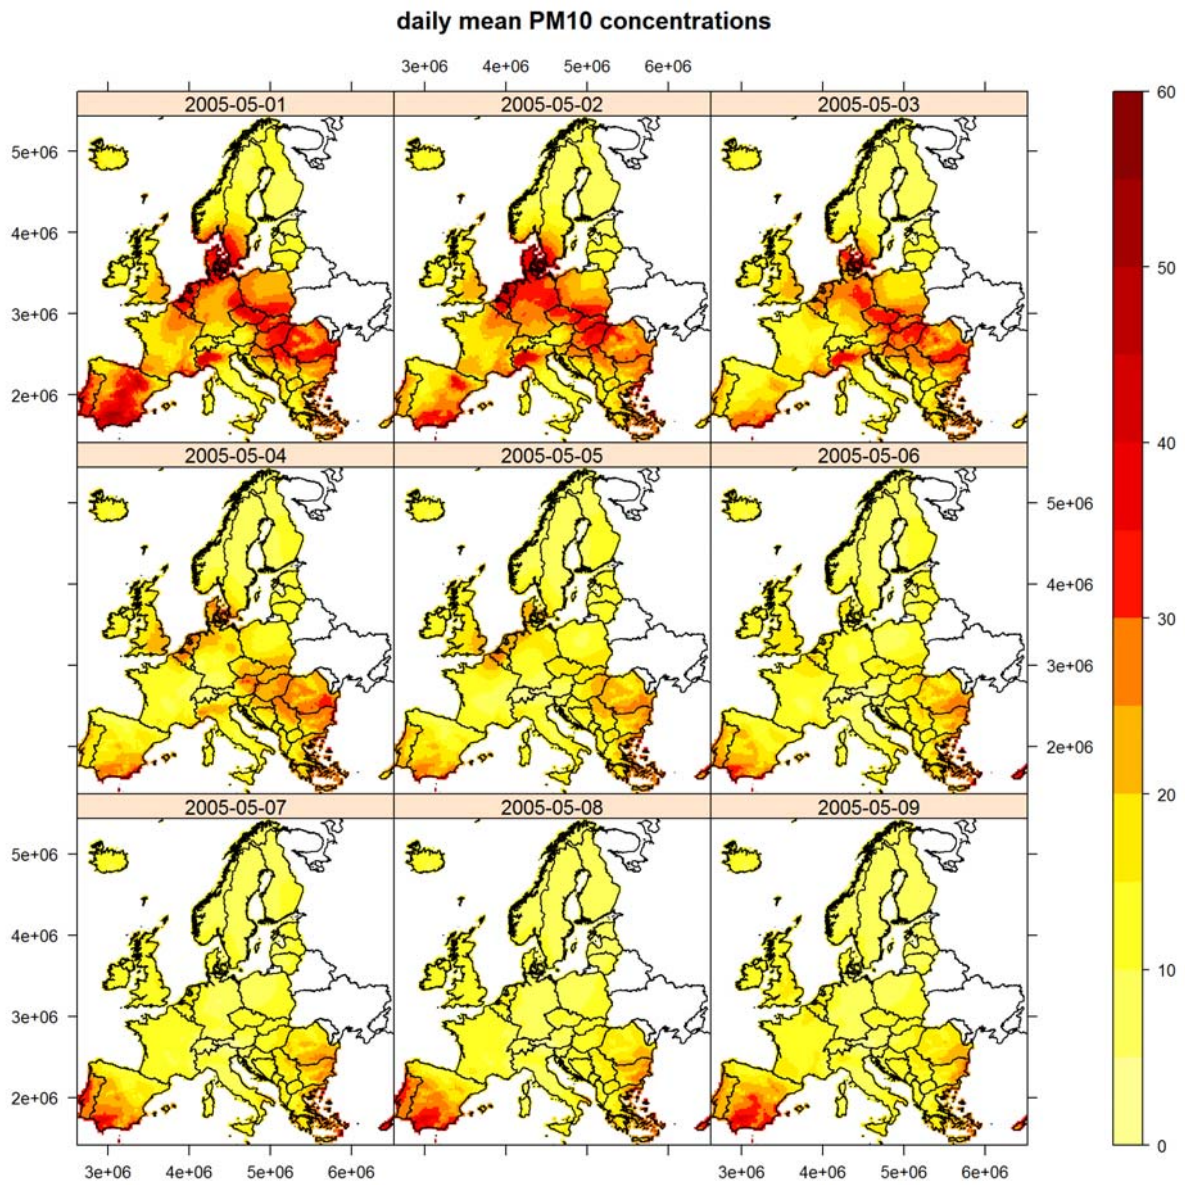 daily mean PM10 concentrations
3e+06 4e+06 5e+06 6e+06
2005-05-01 2005-05-02 2005-05-03
60
5e+06
50
4e+06
3e+06
40
2e+06
2005-05-04 2005-05-05 2005-05-06
5e+06
4e+06
30
3e+06
2e+06
20
2005-05-07 2005-05-08 2005-05-09
5e+06
10
4e+06
3e+06
2e+06
0
3e+06 4e+06 5e+06 6e+06 3e+06 4e+06 5e+06 6e+06